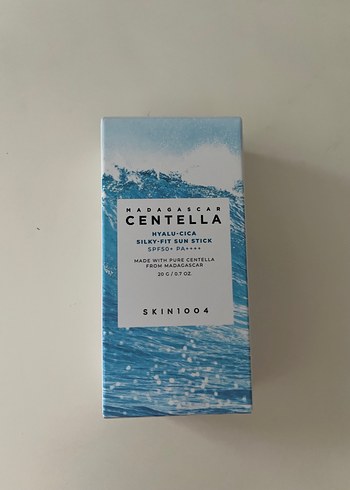 MADAGASCAR
CENTELLA
HYALU-CICA
SILKY-FIT SUN STICK
SPF50+ PA++++
MADE WITH PURE CENTELLA
FROM MADAGASCAR
20 G / 0.7 OZ.
SKIN1004